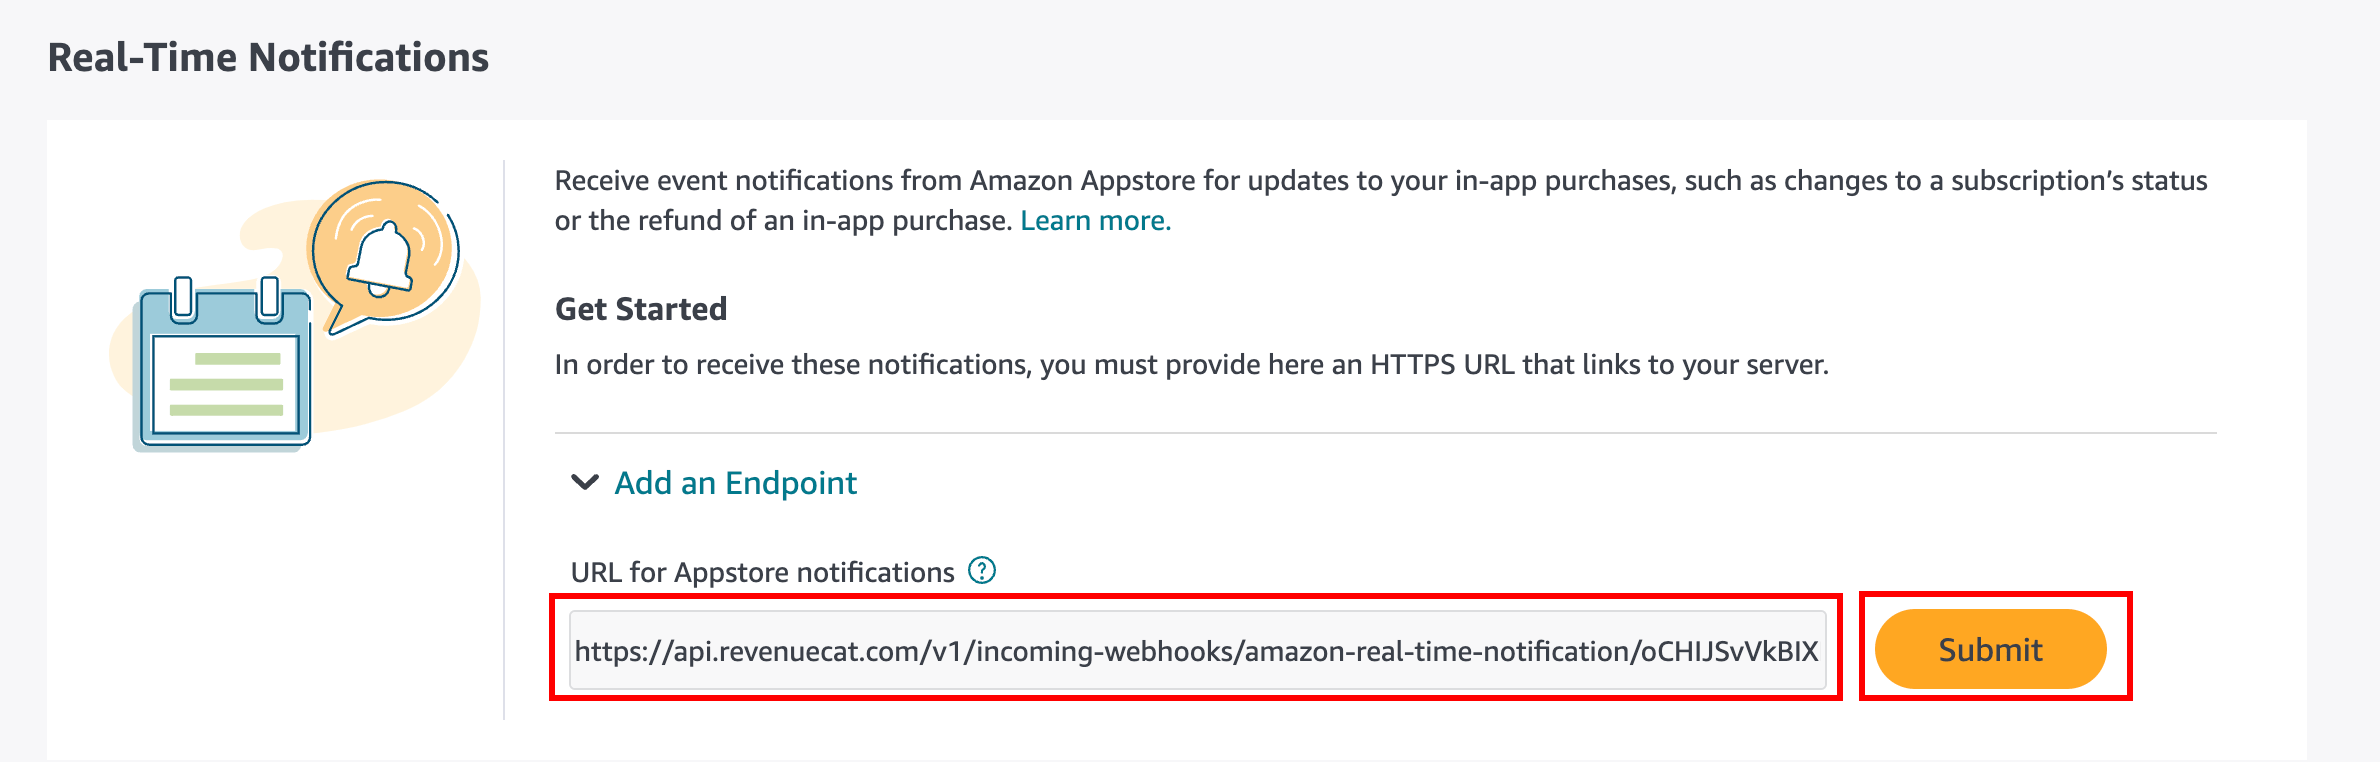 Real-Time Notifications
Receive event notifications from Amazon Appstore for updates to your in-app purchases, such as changes to a subscription's status
or the refund of an in-app purchase. Learn more.
Get Started
In order to receive these notifications, you must provide here an HTTPS URL that links to your server.
Add an Endpoint
URL for Appstore notifications ?
https://api.revenuecat.com/v1/incoming-webhooks/amazon-real-time-notification/oCHIJSvVkBIX
Submit